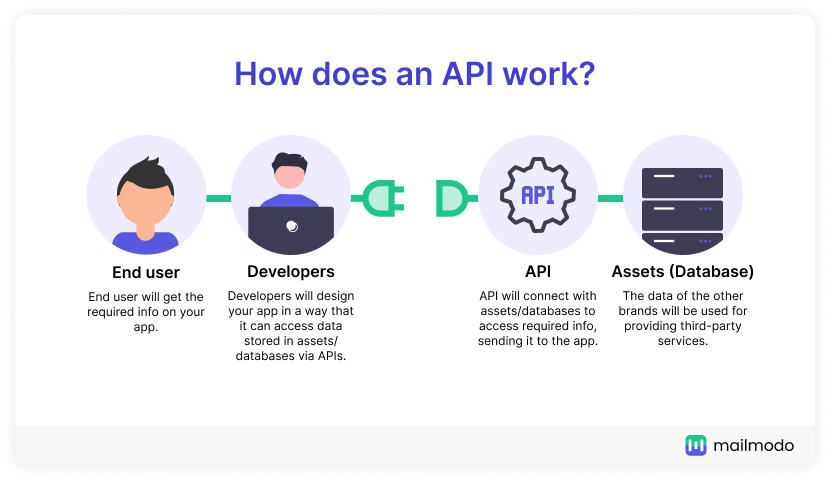 How does an API work?
API
End user
End user will get the
required info on your
app.
Developers
Developers will design
your app in a way that
it can access data
stored in assets/
databases via APIs.
API
API will connect with
assets/databases to
access required info,
sending it to the app.
Assets (Database)
The data of the other
brands will be used for
providing third-party
services.
mailmodo